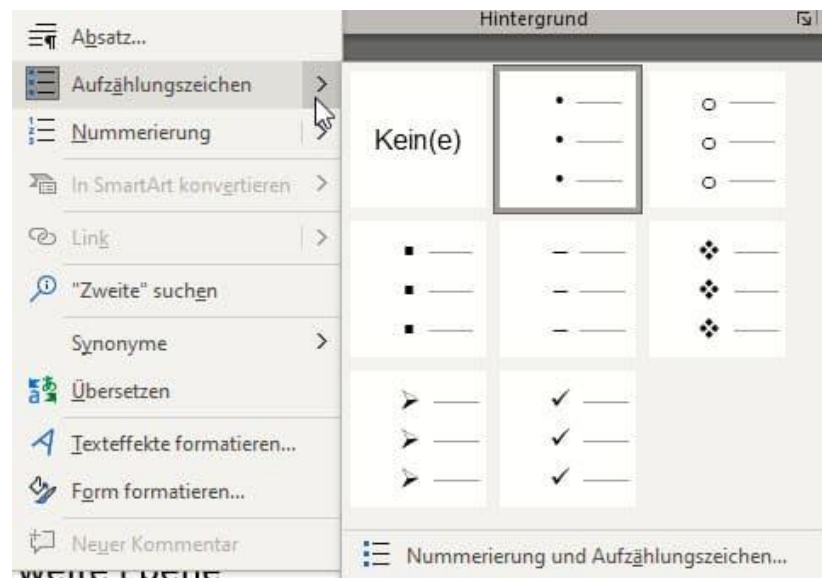 Hintergrund
Absatz...
Aufzählungszeichen
Nummerierung
In SmartArt konvertieren
Link
"Zweite" suchen
Synonyme
Übersetzen
Texteffekte formatieren...
Form formatieren...
Neuer Kommentar
Kein(e)
Nummerierung und Aufzählungszeichen...